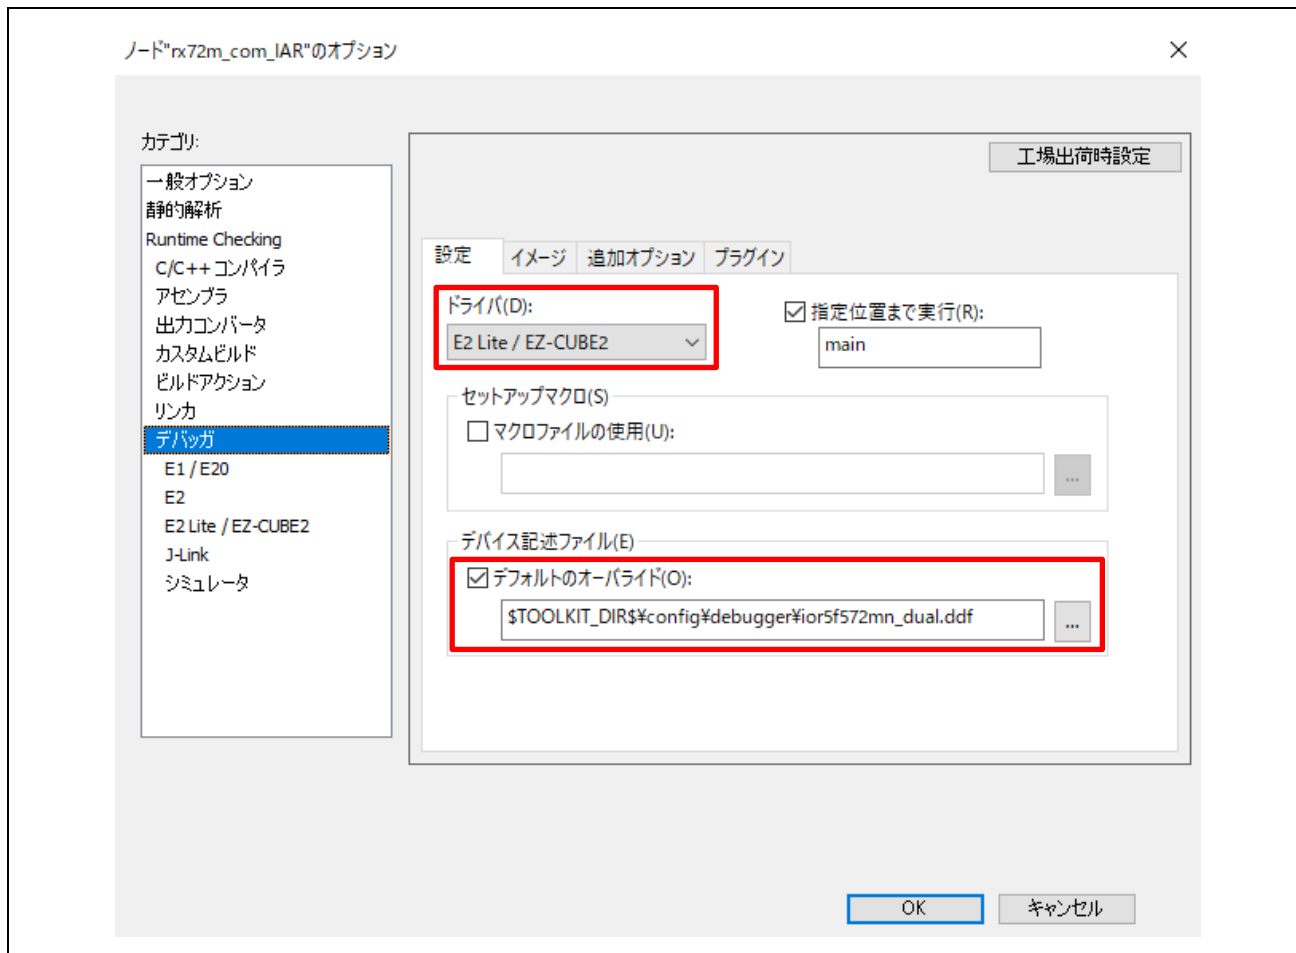 ノード"rx72m_com_IAR"のオプション
カテゴリ:
一般オプション
静的解析
Runtime Checking
C/C++ コンパイラ
アセンブラ
出力コンバータ
カスタムビルド
ビルドアクション
リンカ
デバッガ
E1 / E20
E2
E2 Lite / EZ-CUBE2
J-Link
シミュレータ
工場出荷時設定
設定 イメージ 追加オプション プラグイン
ドライバ(D):
E2 Lite / EZ-CUBE2
指定位置まで実行(R):
main
セットアップマクロ(S)
マクロファイルの使用(U):
...
デバイス記述ファイル(E)
デフォルトのオーバライド(O):
$TOOLKIT_DIR$¥config¥debugger¥ior5f572mn_dual.ddf
...
OK キャンセル